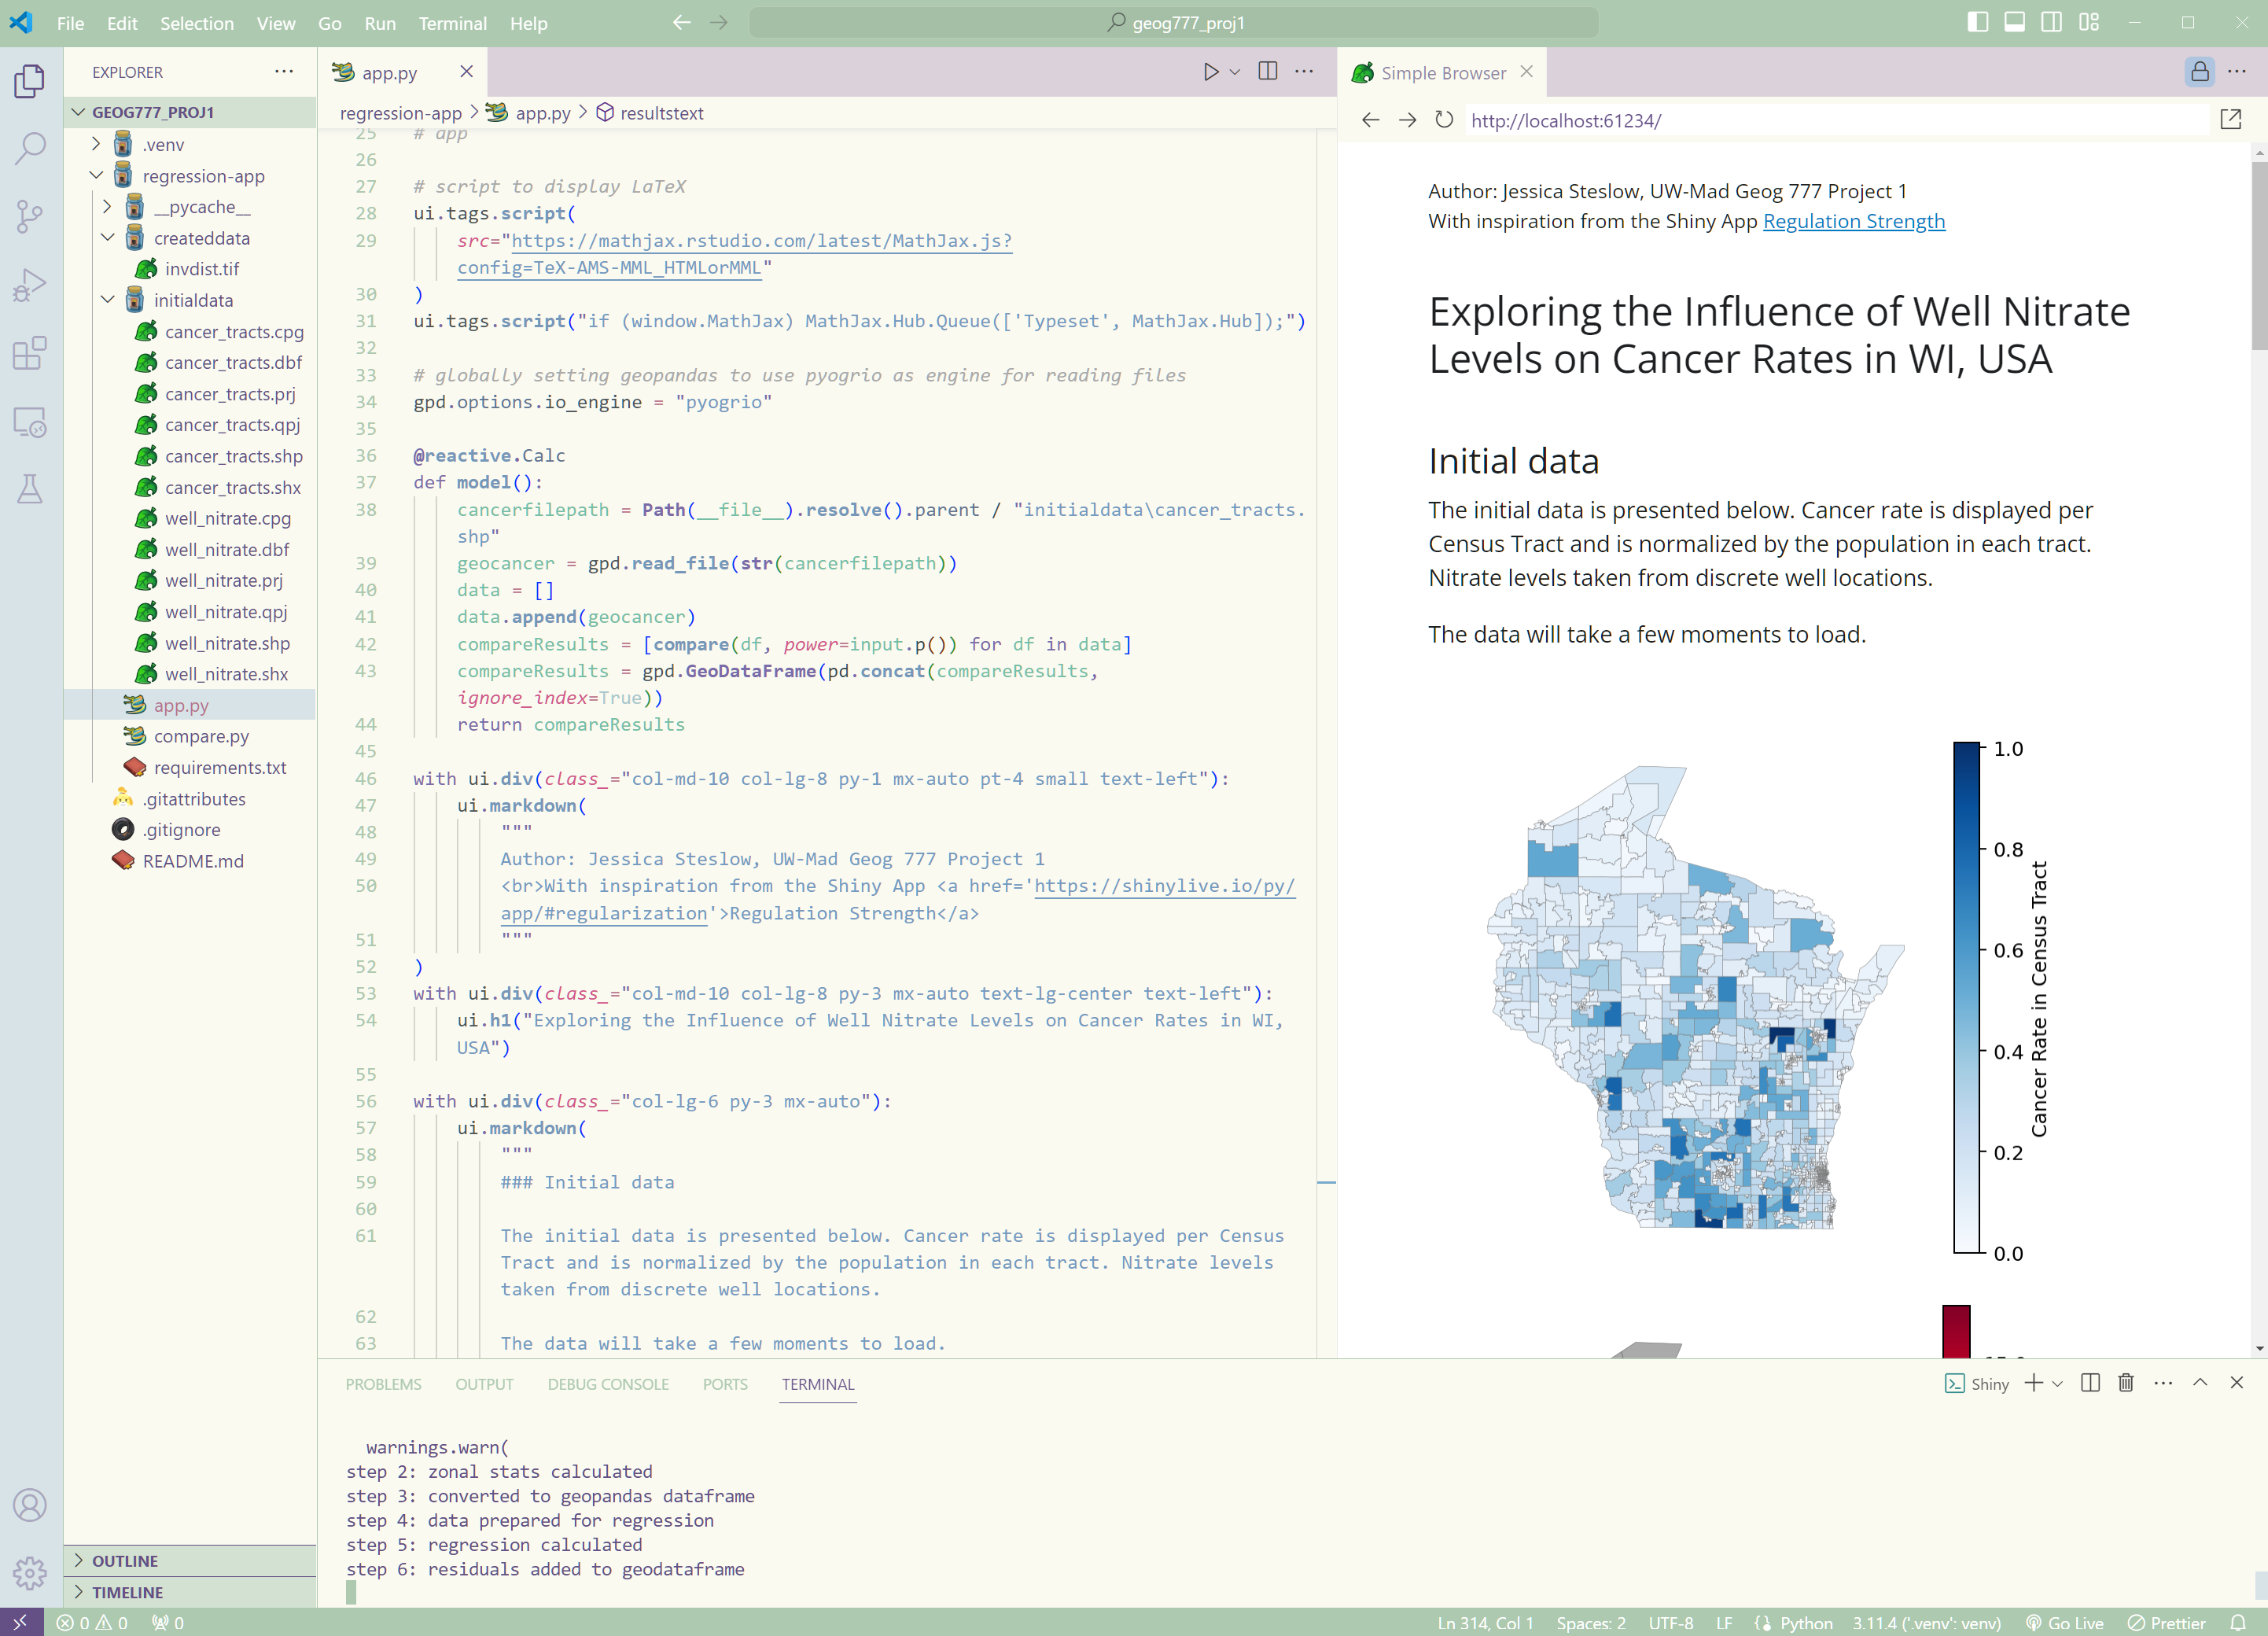 File Edit Selection View Go Run Terminal Help
geog777_proj1
EXPLORER
GEOG777_PROJ1
.venv
regression-app
__pycache__
createddata
invdist.tif
initialdata
cancer_tracts.cpg
cancer_tracts.dbf
cancer_tracts.prj
cancer_tracts.qpj
cancer_tracts.shp
cancer_tracts.shx
well_nitrate.cpg
well_nitrate.dbf
well_nitrate.prj
well_nitrate.qpj
well_nitrate.shp
well_nitrate.shx
app.py
compare.py
requirements.txt
.gitattributes
.gitignore
README.md
OUTLINE
TIMELINE
app.py
regression-app > app.py > resultstext
25 # app
26
27 # script to display LaTeX
28 ui.tags.script(
29 src="https://mathjax.rstudio.com/latest/MathJax.js?
config=TeX-AMS-MML_HTMLorMML"
30 )
31 ui.tags.script("if (window.MathJax) MathJax.Hub.Queue(['Typeset', MathJax.Hub]);")
32
33 # globally setting geopandas to use pyogrio as engine for reading files
34 gpd.options.io_engine = "pyogrio"
35
36 @reactive.Calc
37 def model():
38 cancerfilepath = Path(__file__).resolve().parent / "initialdata\cancer_tracts.
shp"
39 geocancer = gpd.read_file(str(cancerfilepath))
40 data = []
41 data.append(geocancer)
42 compareResults = [compare(df, power=input.p()) for df in data]
43 compareResults = gpd.GeoDataFrame(pd.concat(compareResults,
ignore_index=True))
44 return compareResults
45
46 with ui.div(class_="col-md-10 col-lg-8 py-1 mx-auto pt-4 small text-left"):
47 ui.markdown(
48 """
49 Author: Jessica Steslow, UW-Mad Geog 777 Project 1
50 <br>With inspiration from the Shiny App <a href='https://shinylive.io/py/
app/#regularization'>Regulation Strength</a>
51 """
52 )
53 with ui.div(class_="col-md-10 col-lg-8 py-3 mx-auto text-lg-center text-left"):
54 ui.h1("Exploring the Influence of Well Nitrate Levels on Cancer Rates in WI,
USA")
55
56 with ui.div(class_="col-lg-6 py-3 mx-auto"):
57 ui.markdown(
58 """
59 ### Initial data
60
61 The initial data is presented below. Cancer rate is displayed per Census
Tract and is normalized by the population in each tract. Nitrate levels
taken from discrete well locations.
62
63 The data will take a few moments to load.
Simple Browser
http://localhost:61234/
Author: Jessica Steslow, UW-Mad Geog 777 Project 1
With inspiration from the Shiny App Regulation Strength
Exploring the Influence of Well Nitrate
Levels on Cancer Rates in WI, USA
Initial data
The initial data is presented below. Cancer rate is displayed per
Census Tract and is normalized by the population in each tract.
Nitrate levels taken from discrete well locations.
The data will take a few moments to load.
1.0
0.8
0.6
0.4
0.2
0.0
Cancer Rate in Census Tract
PROBLEMS OUTPUT DEBUG CONSOLE PORTS TERMINAL
Shiny
warnings.warn(
step 2: zonal stats calculated
step 3: converted to geopandas dataframe
step 4: data prepared for regression
step 5: regression calculated
step 6: residuals added to geodataframe
0 0 0
Ln 314, Col 1 Spaces: 2 UTF-8 LF Python 3.11.4 ('.venv': venv) Go Live Prettier